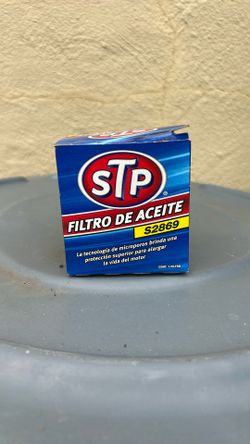 STP
FILTRO DE ACEITE
S2869
La tecnología de microporos brinda una
protección superior para alargar
la vida del motor